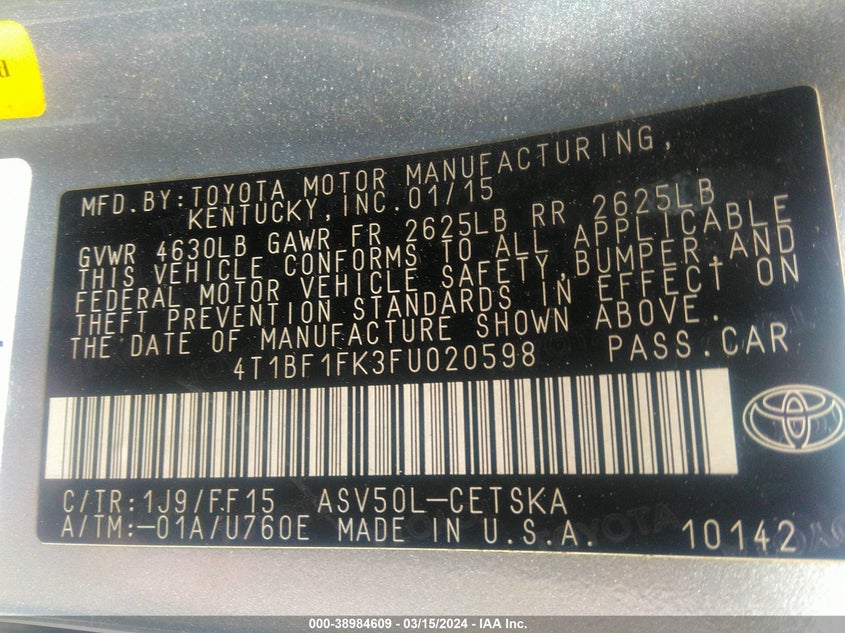 d
MFD.BY:TOYOTA MOTOR MANUFACTURING,
KENTUCKY,INC.01/15
GVWR 4630LB GAWR FR 2625LB RR 2625LB
THIS VEHICLE CONFORMS TO ALL APPLICABLE
FEDERAL MOTOR VEHICLE SAFETY,BUMPER,AND
THEFT PREVENTION STANDARDS IN EFFECT ON
THE DATE OF MANUFACTURE SHOWN ABOVE.
4T1BF1FK3FU020598 PASS.CAR
C/TR:1J9/FF15 ASV50L-CETSKA
A/TM:-01A/U760E MADE IN U.S.A. 10142
000-38984609 - 03/15/2024 - IAA Inc.